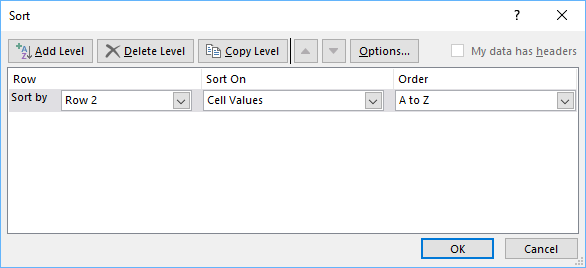 Sort ? ×
Add Level Delete Level Copy Level Options... My data has headers
Row Sort On Order
Sort by Row 2 Cell Values A to Z
OK Cancel